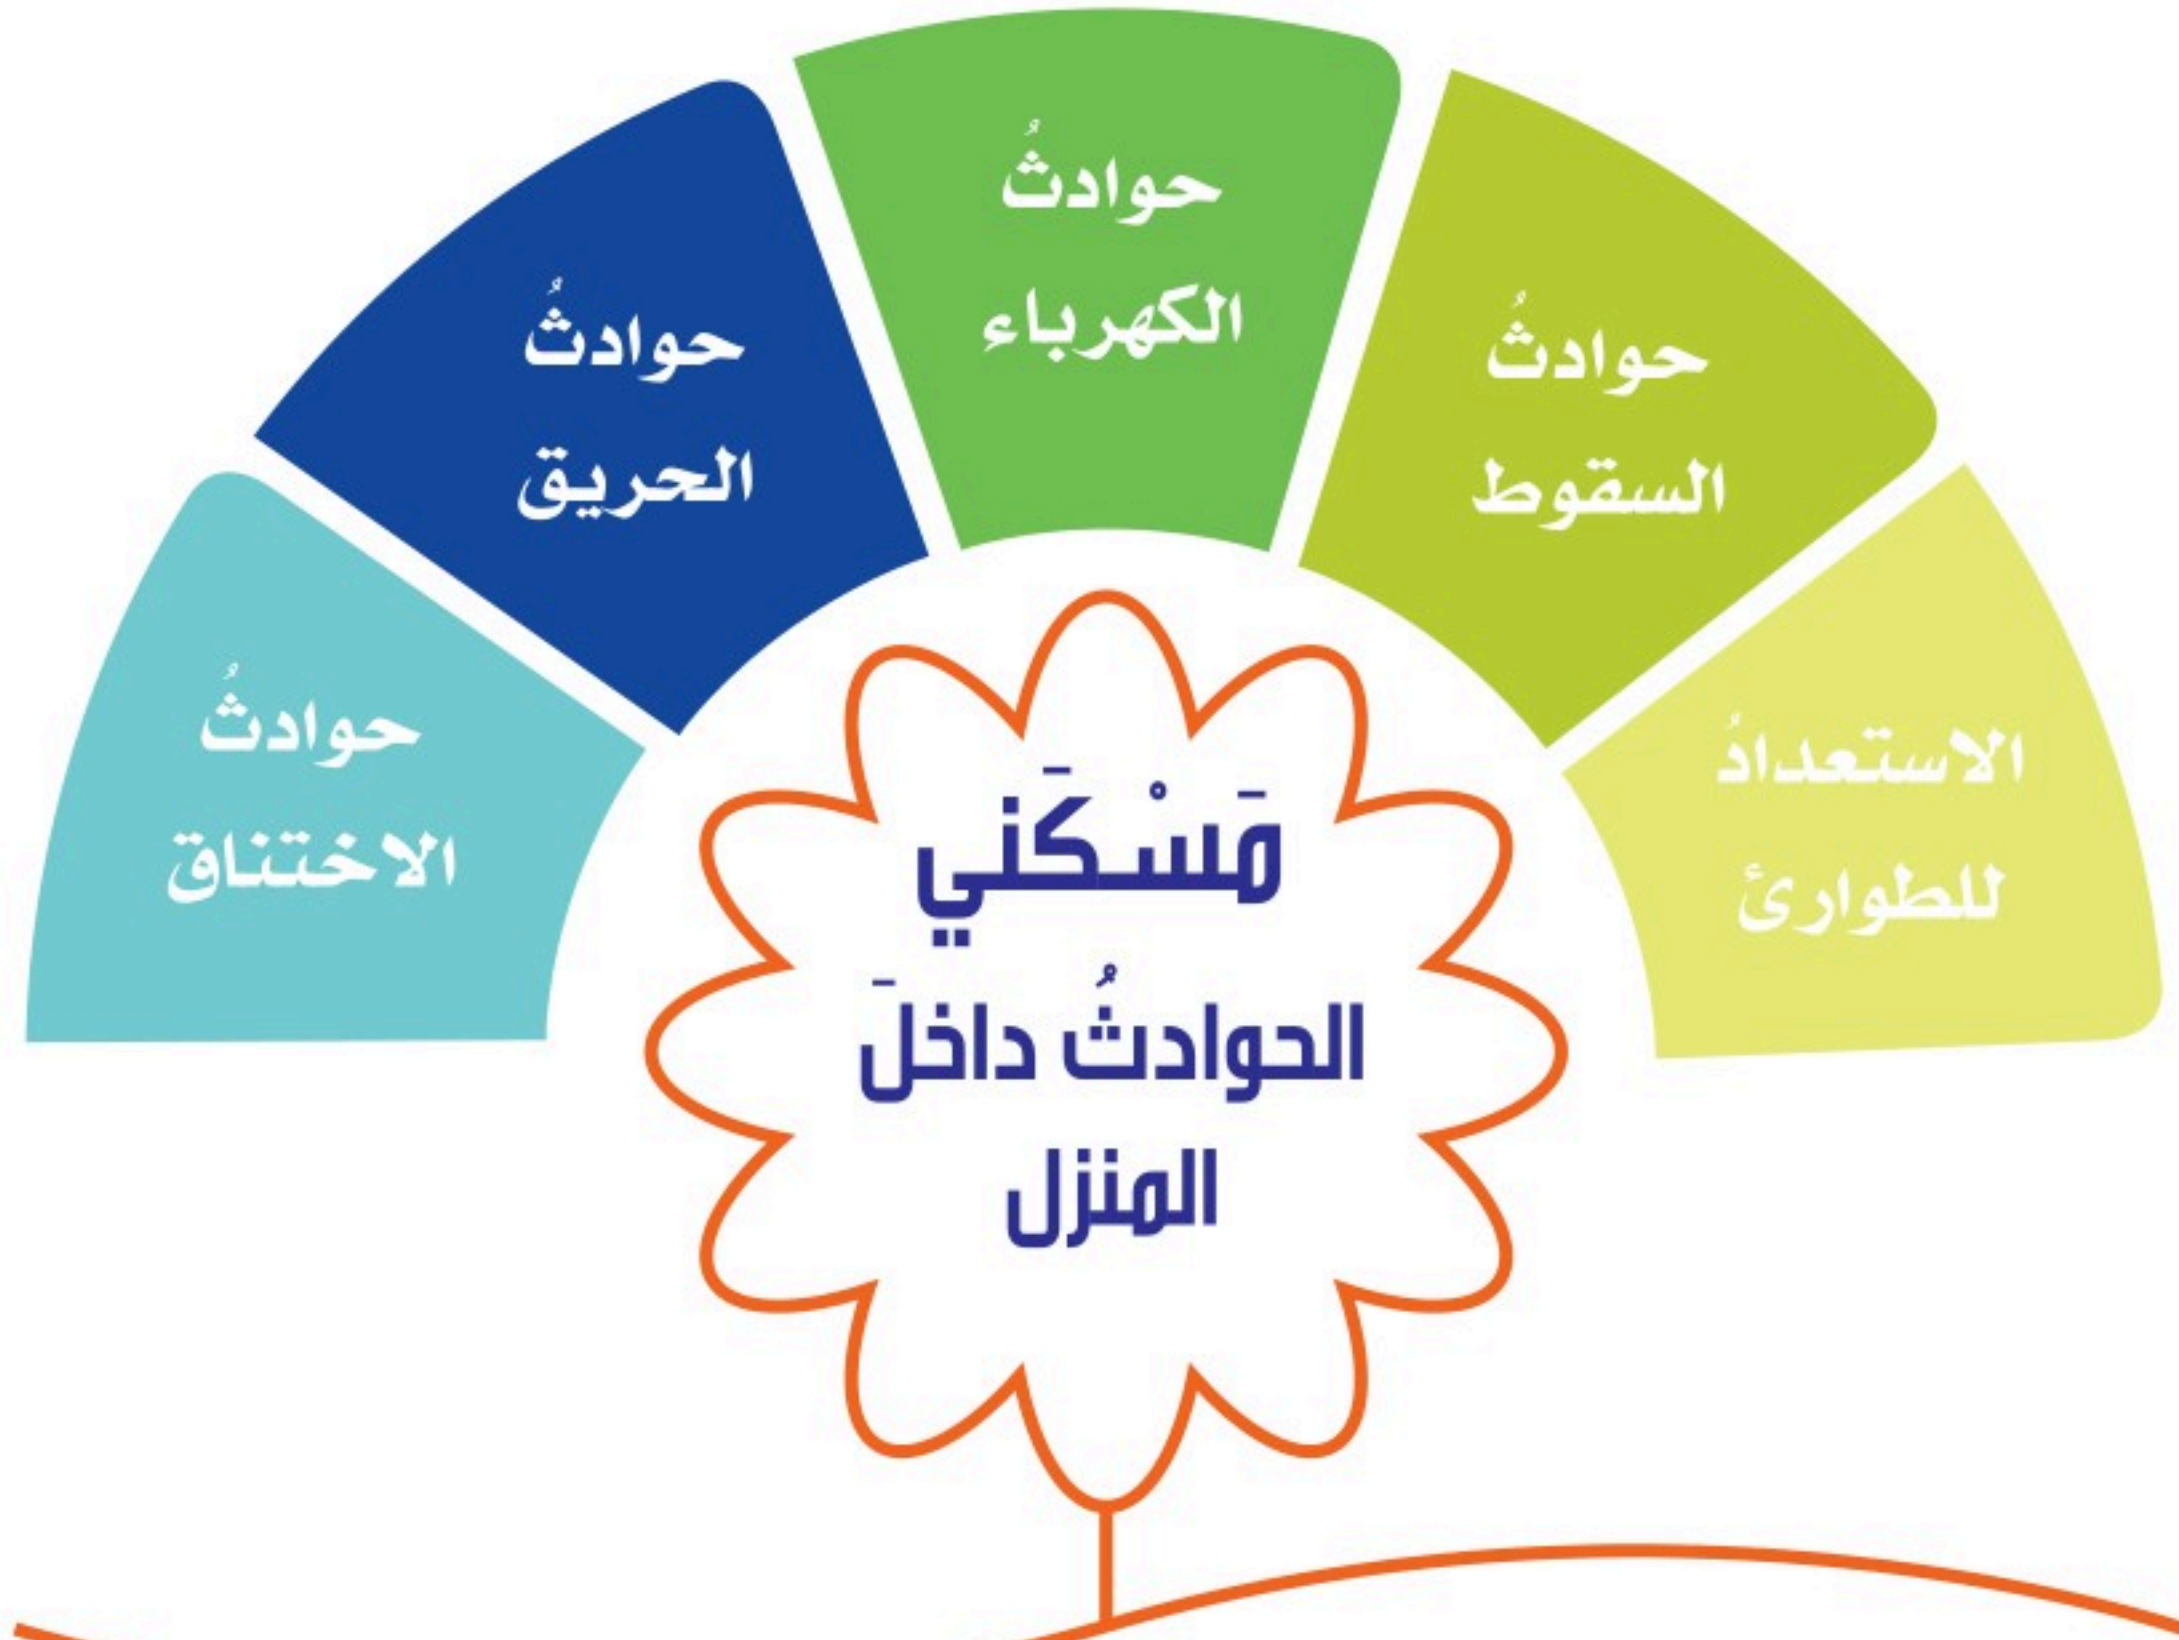 حوادثُ
الكهرباء
حوادثُ
السقوط
الاستعدادُ
للطوارئ
حوادثُ
الحريق
حوادثُ
الاختناق
مَسْكَني
الحوادثُ داخلَ
المنزل